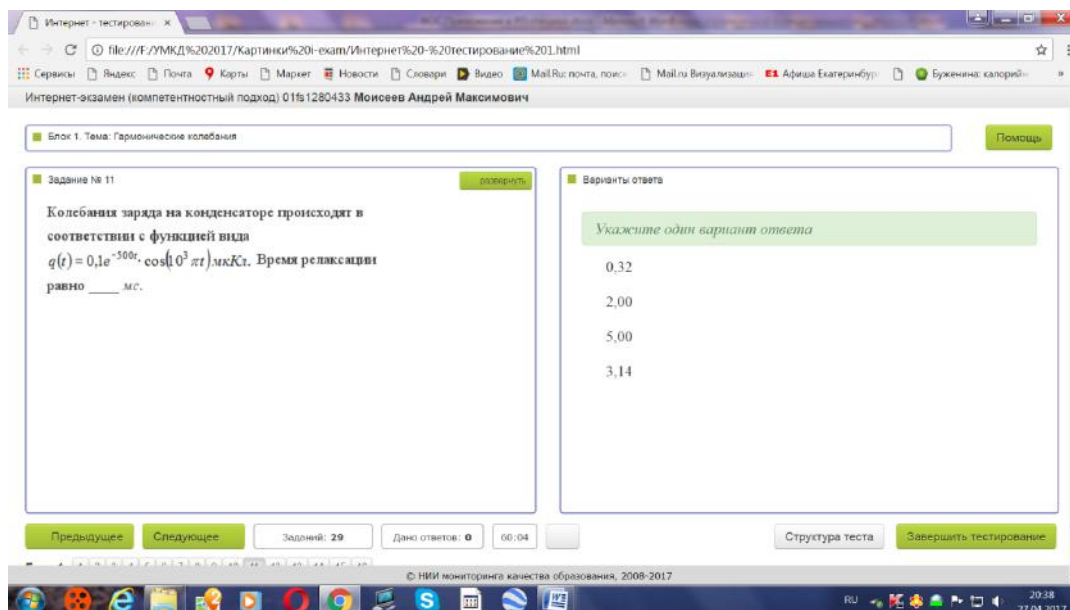 Интернет - тестировани
file:///F:/УМКД%202017/Картинки%20i-exam/Интернет%20-%20тестирование%201.html
Сервисы Яндекс Почта Карты Маркет Новости Словари Видео Mail.Ru: почта, поис Mail.ru Визуализаци Е1 Афиша Екатеринбур Буженина: калорий
Интернет-экзамен (компетентностный подход) 01fs1280433 Моисеев Андрей Максимович
Блок 1. Тема: Гармонические колебания
Помощь
Задание № 11
развернуть
Колебания заряда на конденсаторе происходят в
соответствии с функцией вида
q(t) = 0,1e^{-500t}· cos(10^3 πt) мкКл. Время релаксации
равно ____ мс.
Варианты ответа
Укажите один вариант ответа
0,32
2,00
5,00
3,14
Предыдущее Следующее Заданий: 29 Дано ответов: 0 60:04 Структура теста Завершить тестирование
© НИИ мониторинга качества образования, 2008-2017
RU 20:38
27.04.2017